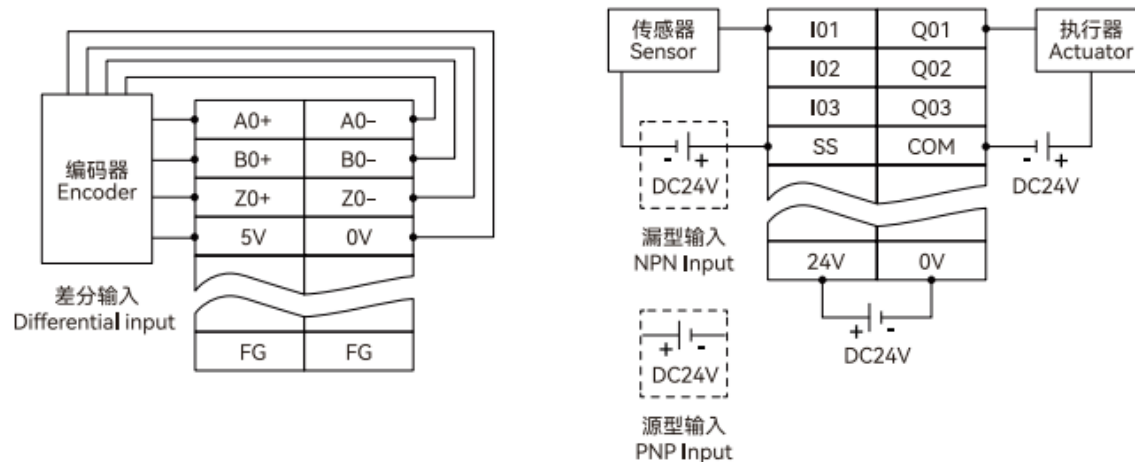 编码器
Encoder
A0+ A0-
B0+ B0-
Z0+ Z0-
5V 0V
FG FG
差分输入
Differential input
传感器
Sensor
I01 Q01
I02 Q02
I03 Q03
SS COM
24V 0V
执行器
Actuator
- +
DC24V
漏型输入
NPN Input
- +
DC24V
+ -
DC24V
+ -
DC24V
源型输入
PNP Input